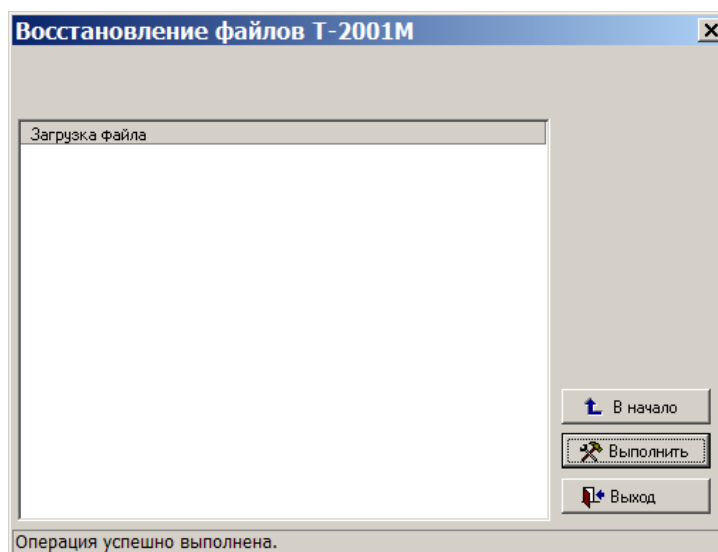 Восстановление файлов Т-2001М
Загрузка файла
В начало
Выполнить
Выход
Операция успешно выполнена.